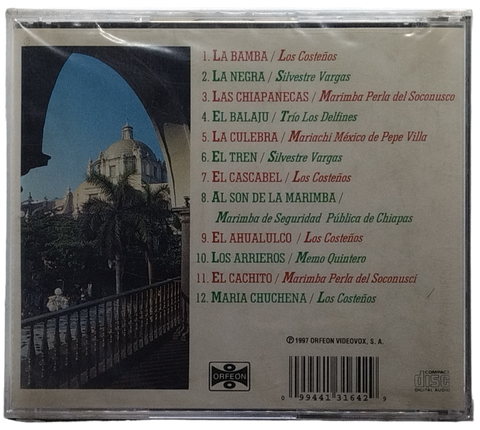 1. LA BAMBA / Los Costeños
2. LA NEGRA / Silvestre Vargas
3. LAS CHIAPAÑECAS / Marimba Perla del Soconusco
4. EL BALAJU / Trío Los Delfines
5. LA CULEBRA / Mariachi México de Pepe Villa
6. EL TREN / Silvestre Vargas
7. EL CASCABEL / Los Costeños
8. AL SON DE LA MARIMBA /
Marimba de Seguridad Pública de Chiapas
9. EL AHUALULCO / Los Costeños
10. LOS ARRIEROS / Memo Quintero
11. EL CACHITO / Marimba Perla del Soconusci
12. MARIA CHUCHENA / Los Costeños
℗ 1997 ORFEON VIDEOVOX, S. A.
ORFEON
0 99441 31642 9
COMPACT
disc
DIGITAL AUDIO